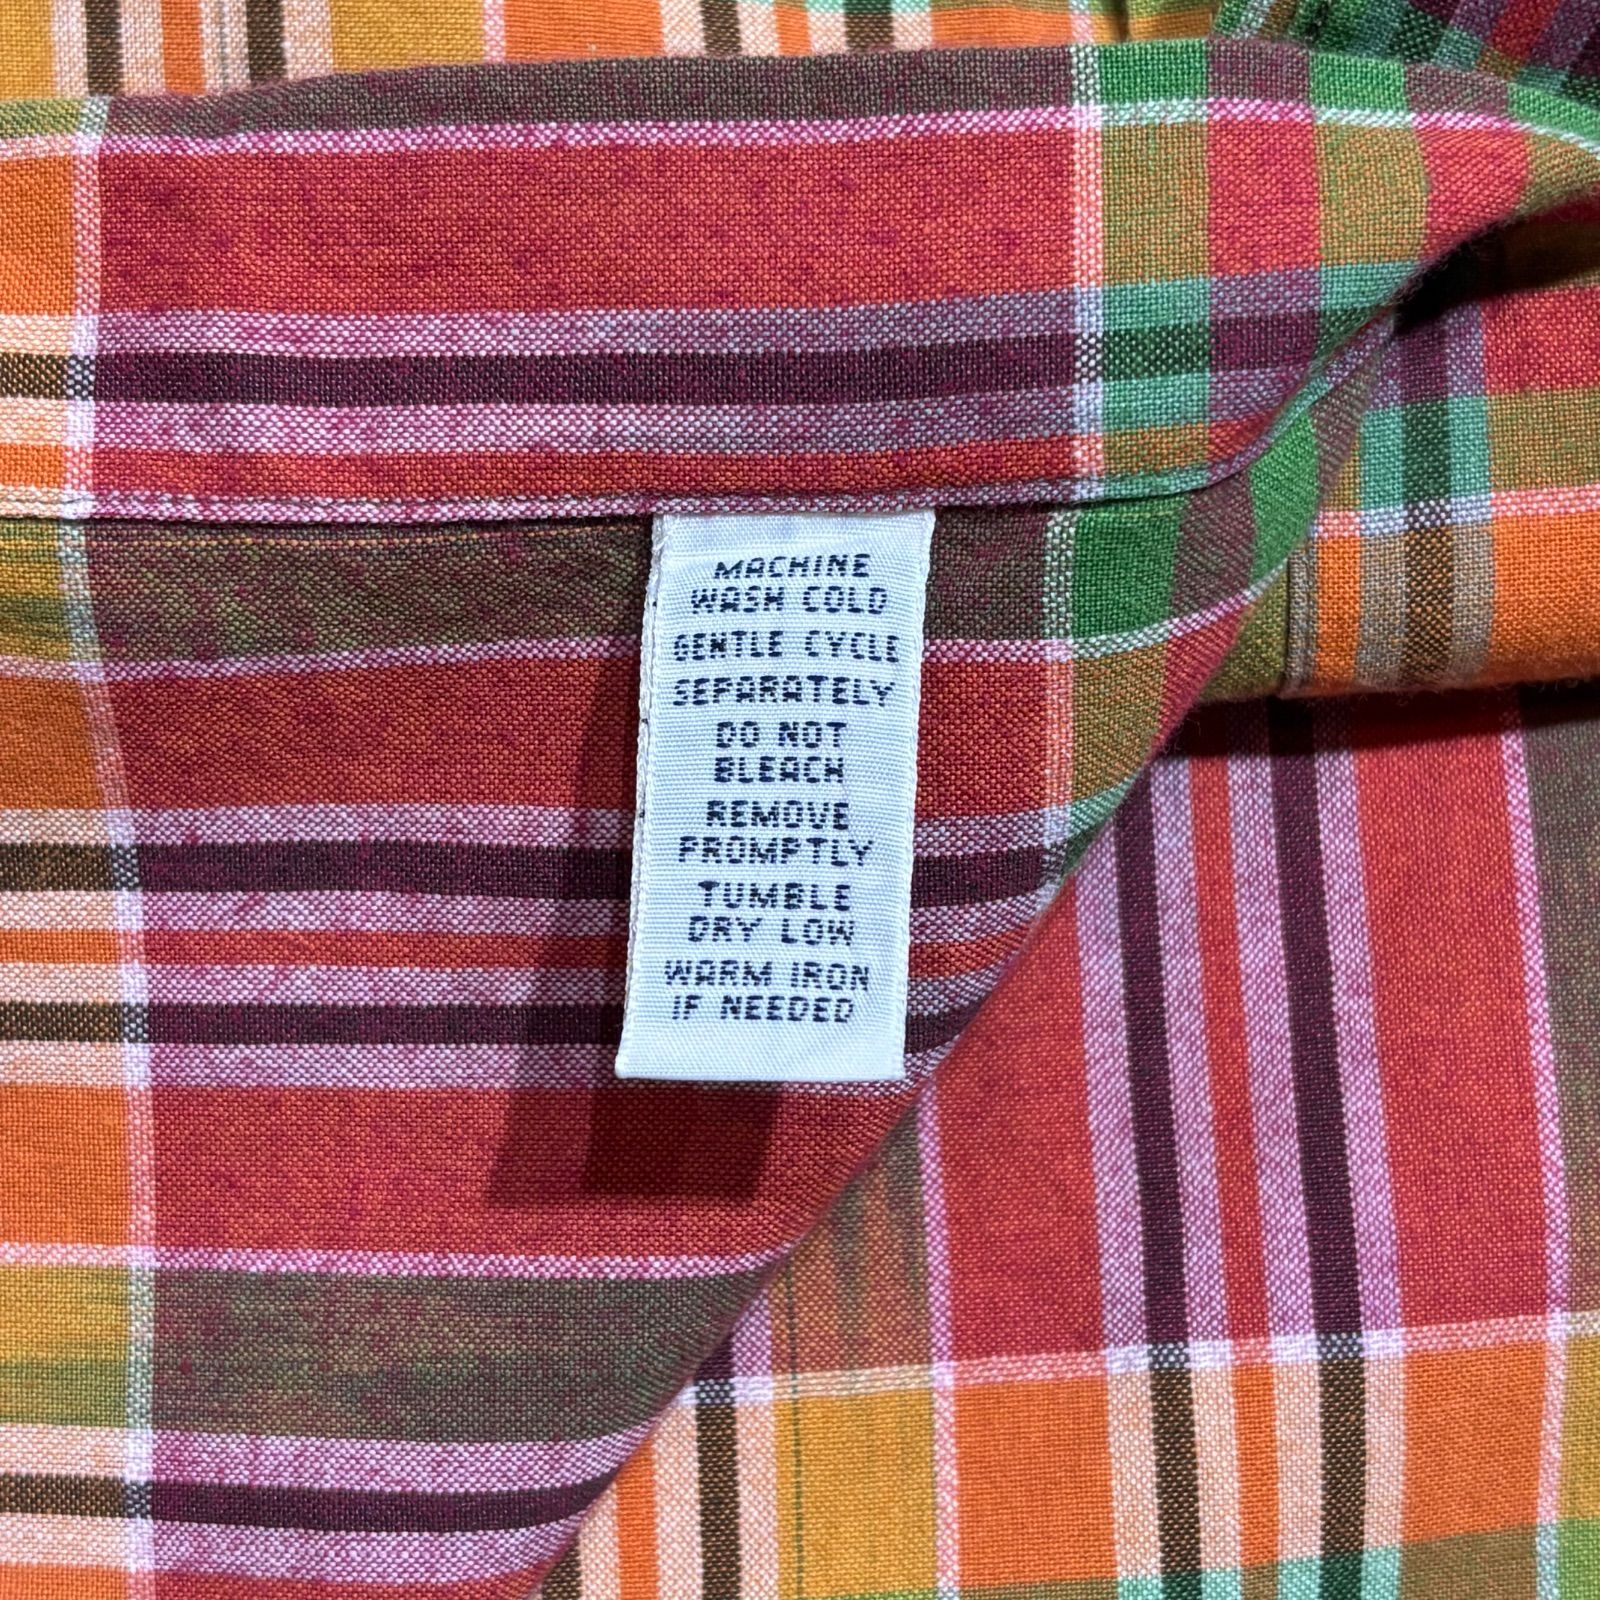 MACHINE
WASH COLD
GENTLE CYCLE
SEPARATELY
DO NOT
BLEACH
REMOVE
PROMPTLY
TUMBLE
DRY LOW
WARM IRON
IF NEEDED